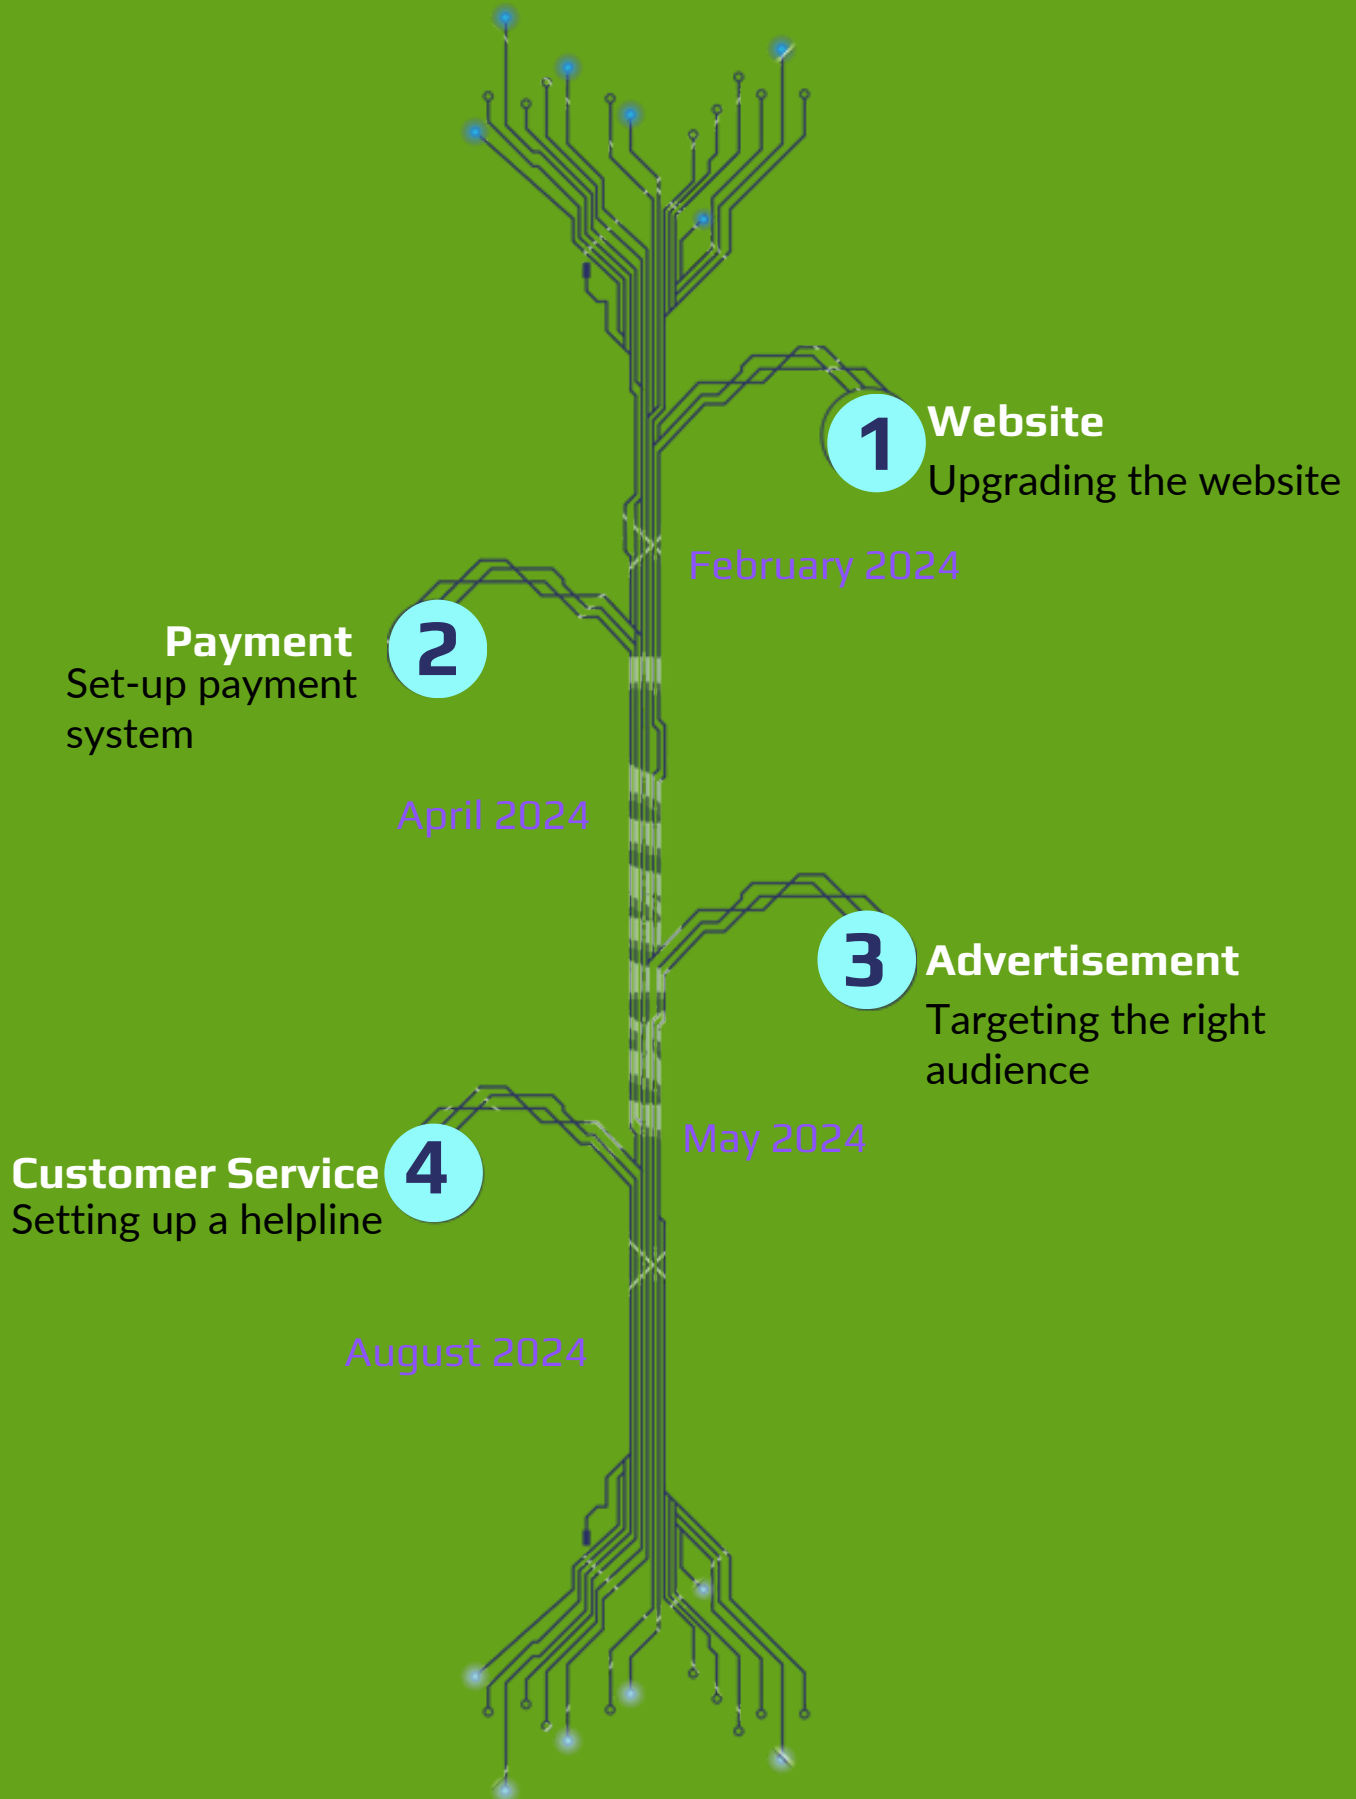 1
Website
Upgrading the website
February 2024
2
Payment
Set-up payment
system
April 2024
3
Advertisement
Targeting the right
audience
May 2024
4
Customer Service
Setting up a helpline
August 2024